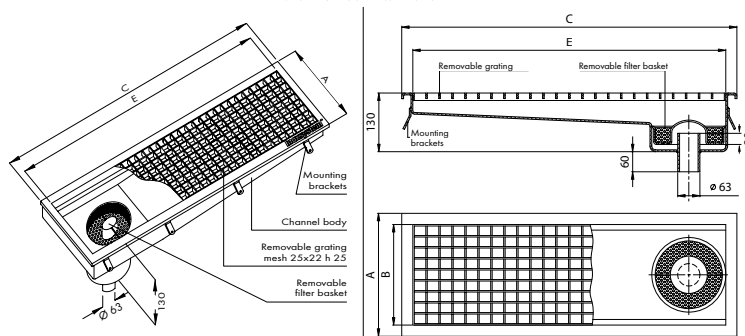 C
E
A
Mounting
brackets
Channel body
Removable grating
mesh 25x22 h 25
Removable
filter basket
Ø 63
130
C
E
Removable grating
Removable filter basket
130
Mounting
brackets
60
Ø 63
A
B